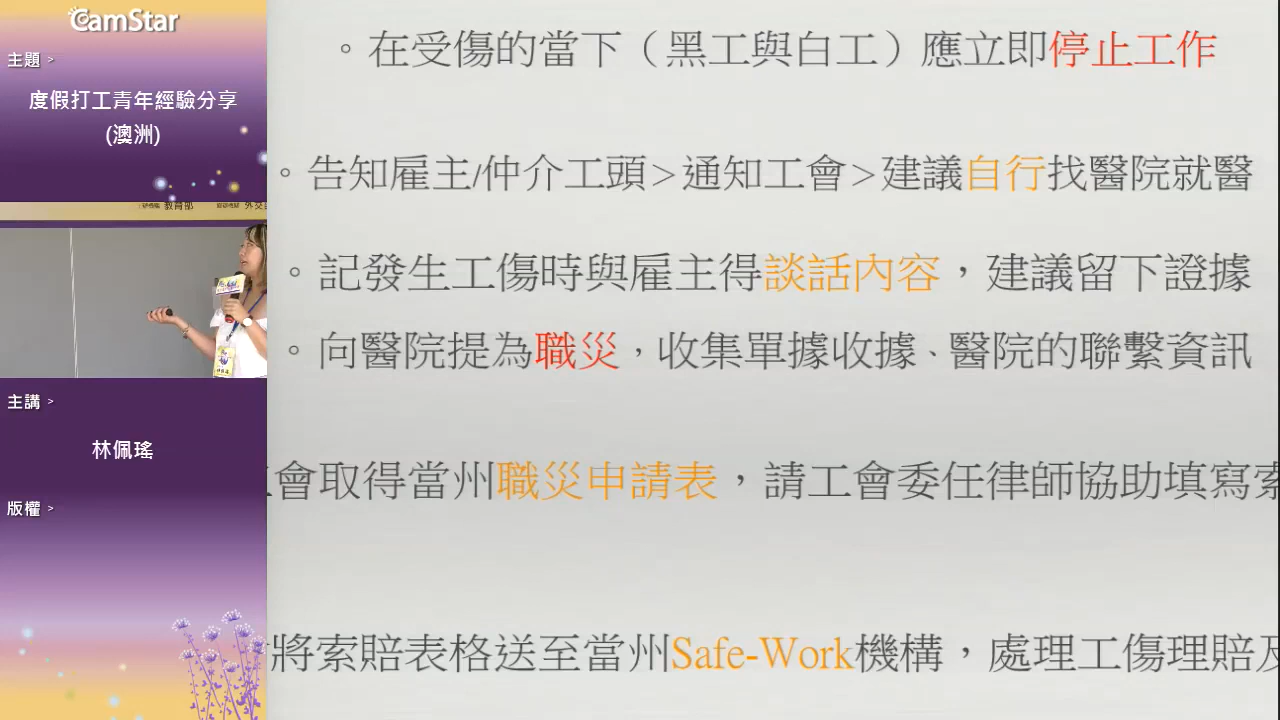 CamStar
主題 >
度假打工青年經驗分享
(澳洲)
教育部
主講 >
林佩瑤
版權 >
。在受傷的當下（黑工與白工）應立即停止工作
。告知雇主/仲介工頭>通知工會>建議自行找醫院就醫
。記發生工傷時與雇主得談話內容，建議留下證據
。向醫院提為職災，收集單據收據、醫院的聯繫資訊
會取得當州職災申請表，請工會委任律師協助填寫索
將索賠表格送至當州Safe-Work機構，處理工傷理賠及